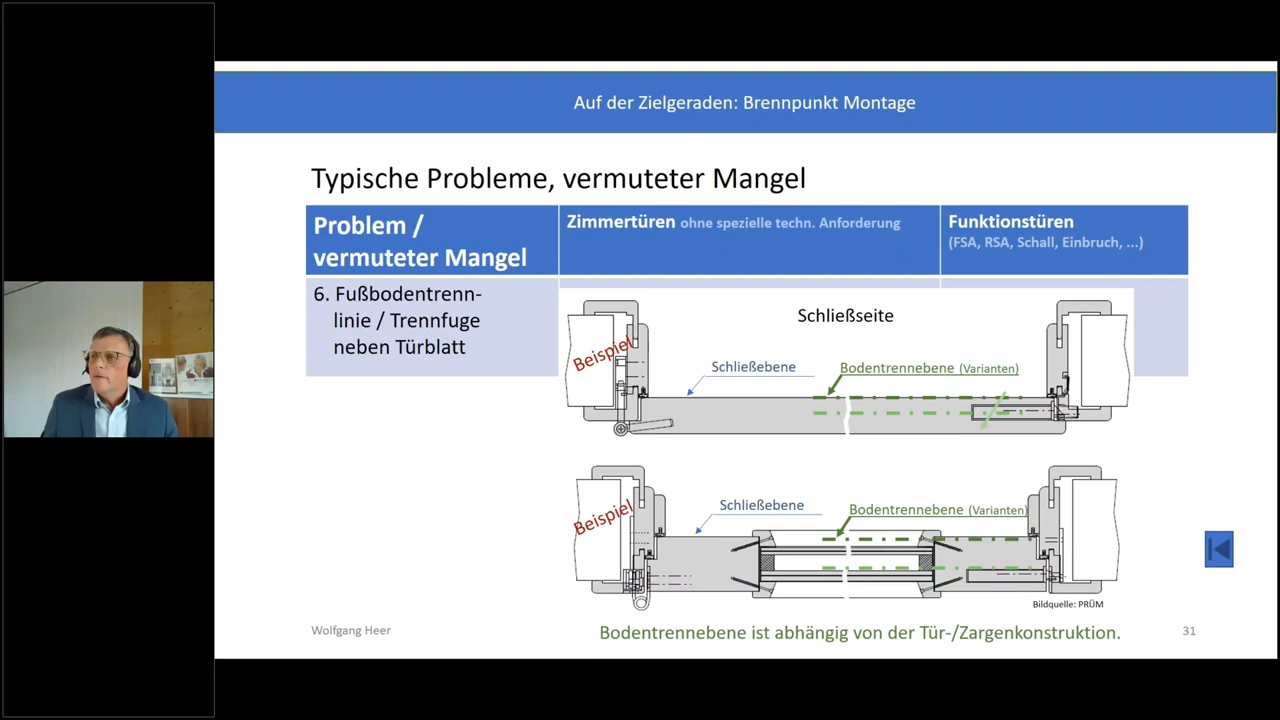 Auf der Zielgeraden: Brennpunkt Montage
Typische Probleme, vermuteter Mangel
Problem /
vermuteter Mangel
Zimmertüren ohne spezielle techn. Anforderung
Funktionstüren
(FSA, RSA, Schall, Einbruch, ...)
6. Fußbodentrenn-
linie / Trennfuge
neben Türblatt
Schließseite
Beispiel
Schließebene
Bodentrennebene (Varianten)
Beispiel
Schließebene
Bodentrennebene (Varianten)
Bildquelle: PRÜM
Wolfgang Heer
Bodentrennebene ist abhängig von der Tür-/Zargenkonstruktion.
31